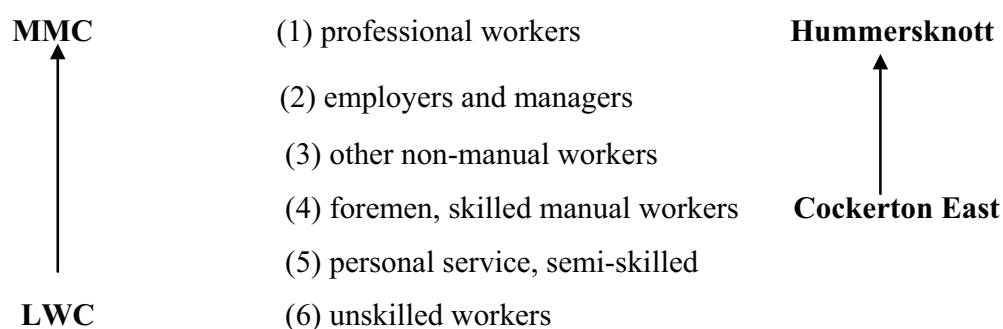 MMC (1) professional workers Hummersknott
(2) employers and managers
(3) other non-manual workers
(4) foremen, skilled manual workers Cockerton East
(5) personal service, semi-skilled
LWC (6) unskilled workers